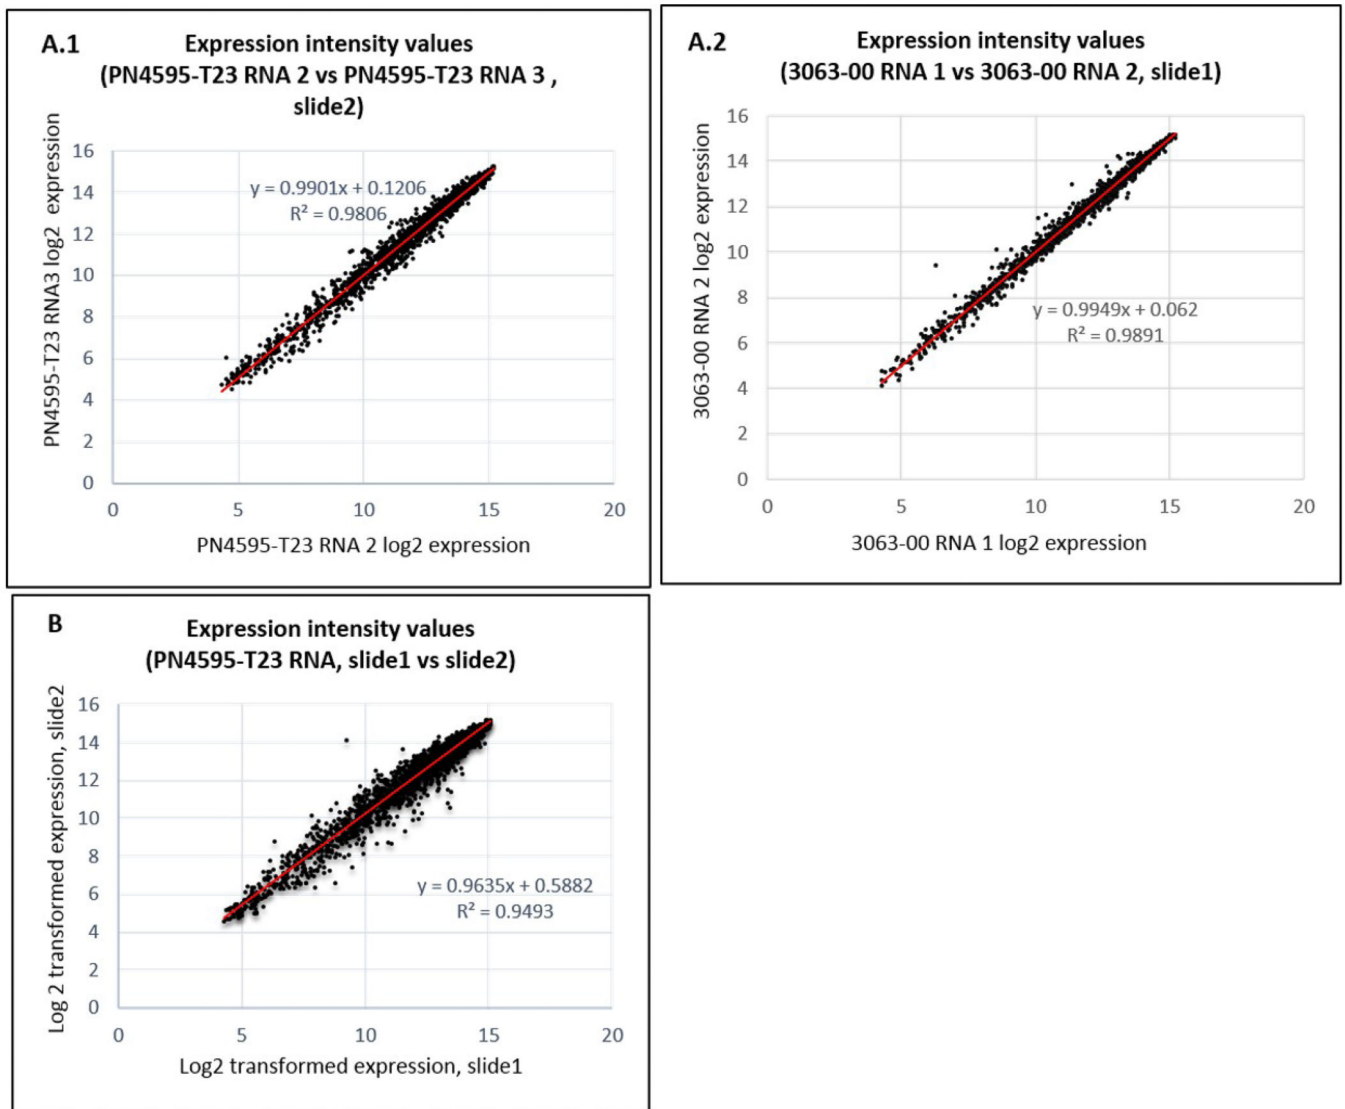 A.1
Expression intensity values
(PN4595-T23 RNA 2 vs PN4595-T23 RNA 3 ,
slide2)
PN4595-T23 RNA3 log2 expression
16
14
12
10
8
6
4
2
0
y = 0.9901x + 0.1206
R² = 0.9806
0 5 10 15 20
PN4595-T23 RNA 2 log2 expression
A.2
Expression intensity values
(3063-00 RNA 1 vs 3063-00 RNA 2, slide1)
3063-00 RNA 2 log2 expression
16
14
12
10
8
6
4
2
0
y = 0.9949x + 0.062
R² = 0.9891
0 5 10 15 20
3063-00 RNA 1 log2 expression
B
Expression intensity values
(PN4595-T23 RNA, slide1 vs slide2)
Log 2 transformed expression, slide2
16
14
12
10
8
6
4
2
0
y = 0.9635x + 0.5882
R² = 0.9493
0 5 10 15 20
Log2 transformed expression, slide1